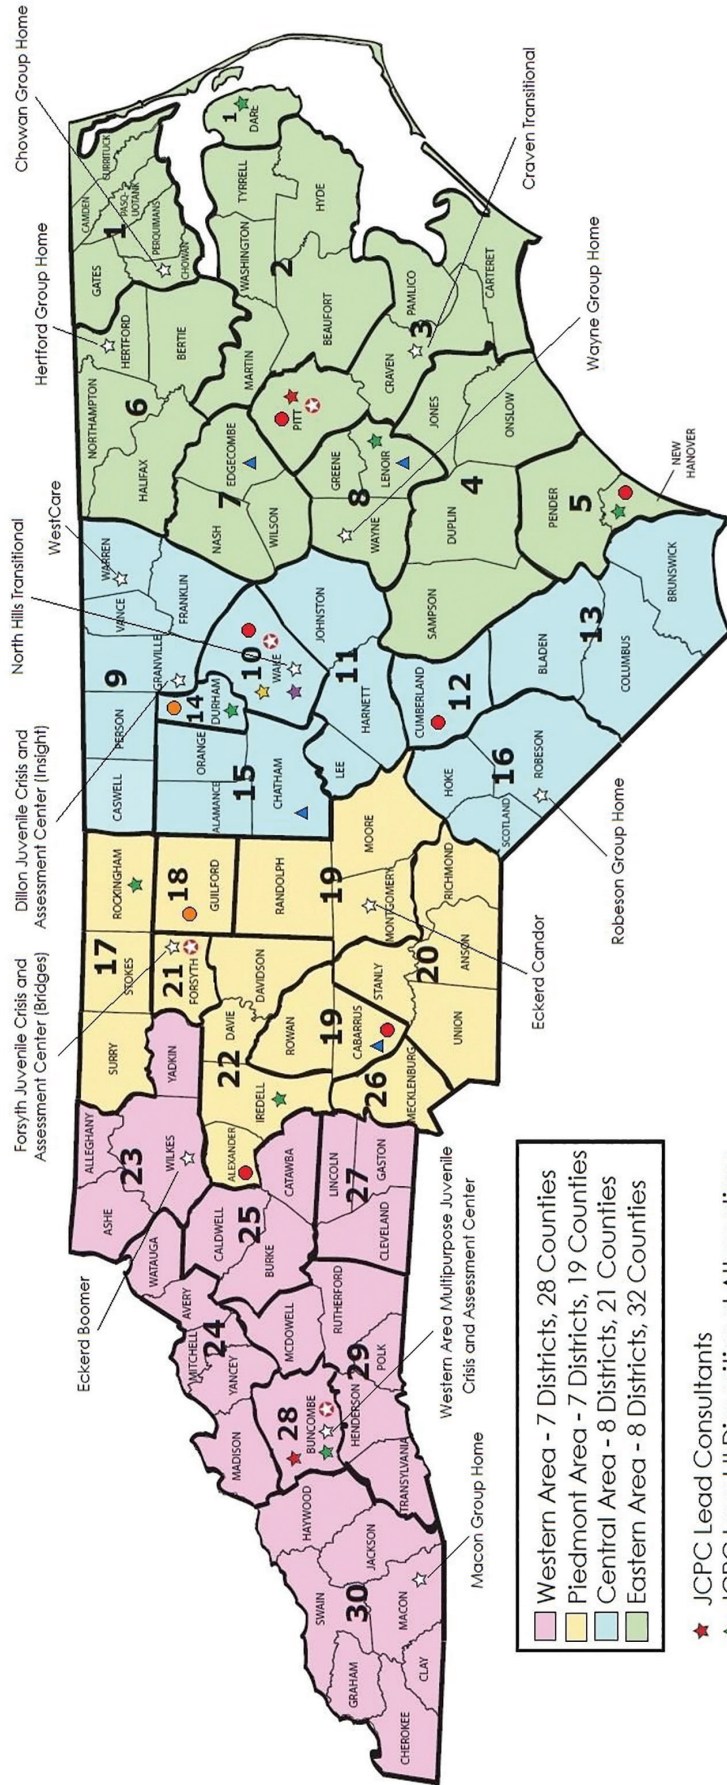 Forsyth Juvenile Crisis and
Assessment Center (Bridges)
Dillon Juvenile Crisis and
Assessment Center (Insight)
North Hills Transitional
WestCare
Hertford Group Home
Chowan Group Home
Eckerd Boomer
ALLEGHANY
ASHE
23
SURRY
17
STOKES
ROCKINGHAM
CASWELL
PERSON
9
VANCE
WARREN
GRANVILLE
FRANKLIN
NORTHAMPTON
HALIFAX
6
HERTFORD
BERTIE
GATES
CAMDEN
CURRITUCK
PASQ-
UOTANK
PERQUIMANS
CHOWAN
1
WILKES
YADKIN
WATAUGA
21
FORSYTH
18
GUILFORD
ALAMANCE
ORANGE
14
DURHAM
15
NASH
7
EDGECOMBE
MARTIN
WASHINGTON
TYRRELL
1
DARE
AVERY
MITCHELL
24
YANCEY
CALDWELL
25
BURKE
ALEXANDER
22
IREDELL
DAVIE
DAVIDSON
RANDOLPH
CHATHAM
10
WAKE
WILSON
PITT
2
BEAUFORT
HYDE
MADISON
MCDOWELL
28
BUNCOMBE
CATAWBA
ROWAN
19
CABARRUS
19
MONTGOMERY
MOORE
STANLY
LEE
HARNETT
11
JOHNSTON
GREENE
8
LENOIR
WAYNE
CRAVEN
3
PAMLICO
CARTERET
HAYWOOD
SWAIN
GRAHAM
30
JACKSON
MACON
CLAY
CHEROKEE
TRANSYLVANIA
HENDERSON
29
POLK
RUTHERFORD
LINCOLN
27
CLEVELAND
GASTON
26
MECKLENBURG
20
UNION
ANSON
RICHMOND
HOKE
SCOTLAND
16
ROBESON
CUMBERLAND
12
SAMPSON
DUPLIN
4
JONES
ONSLOW
BLADEN
13
COLUMBUS
BRUNSWICK
PENDER
5
NEW
HANOVER
Macon Group Home
Western Area Multipurpose Juvenile
Crisis and Assessment Center
Eckerd Candor
Robeson Group Home
Wayne Group Home
Craven Transitional
Western Area - 7 Districts, 28 Counties
Piedmont Area - 7 Districts, 19 Counties
Central Area - 8 Districts, 21 Counties
Eastern Area - 8 Districts, 32 Counties
JCPC Lead Consultants